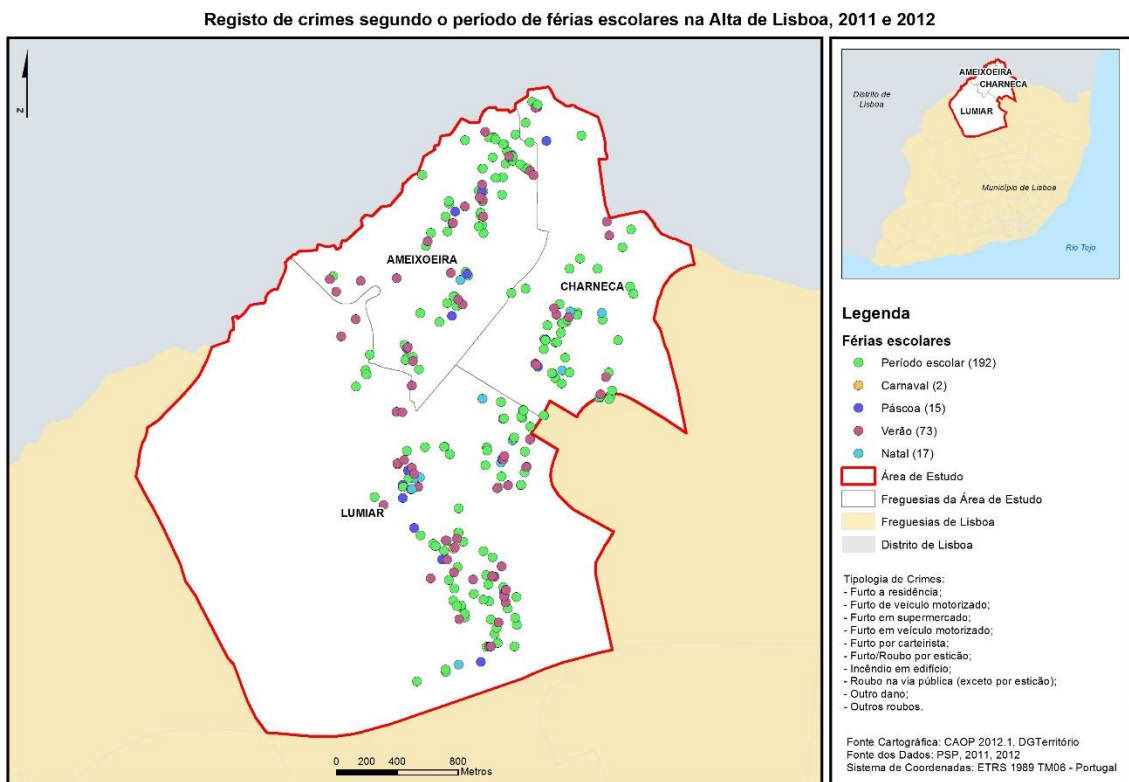 Registo de crimes segundo o período de férias escolares na Alta de Lisboa, 2011 e 2012
N
AMEIXOEIRA
CHARNECA
LUMIAR
0 200 400 800
Metros
AMEIXOEIRA
CHARNECA
LUMIAR
Distrito de
Lisboa
Município de Lisboa
Rio Tejo
Legenda
Férias escolares
Período escolar (192)
Carnaval (2)
Páscoa (15)
Verão (73)
Natal (17)
Área de Estudo
Freguesias da Área de Estudo
Freguesias de Lisboa
Distrito de Lisboa
Tipologia de Crimes:
- Furto a residência;
- Furto de veículo motorizado;
- Furto em supermercado;
- Furto em veículo motorizado;
- Furto por carteirista;
- Furto/Roubo por esticão;
- Incêndio em edifício;
- Roubo na via pública (exceto por esticão);
- Outro dano;
- Outros roubos.
Fonte Cartográfica: CAOP 2012.1, DGTerritório
Fonte dos Dados: PSP, 2011, 2012
Sistema de Coordenadas: ETRS 1989 TM06 - Portugal